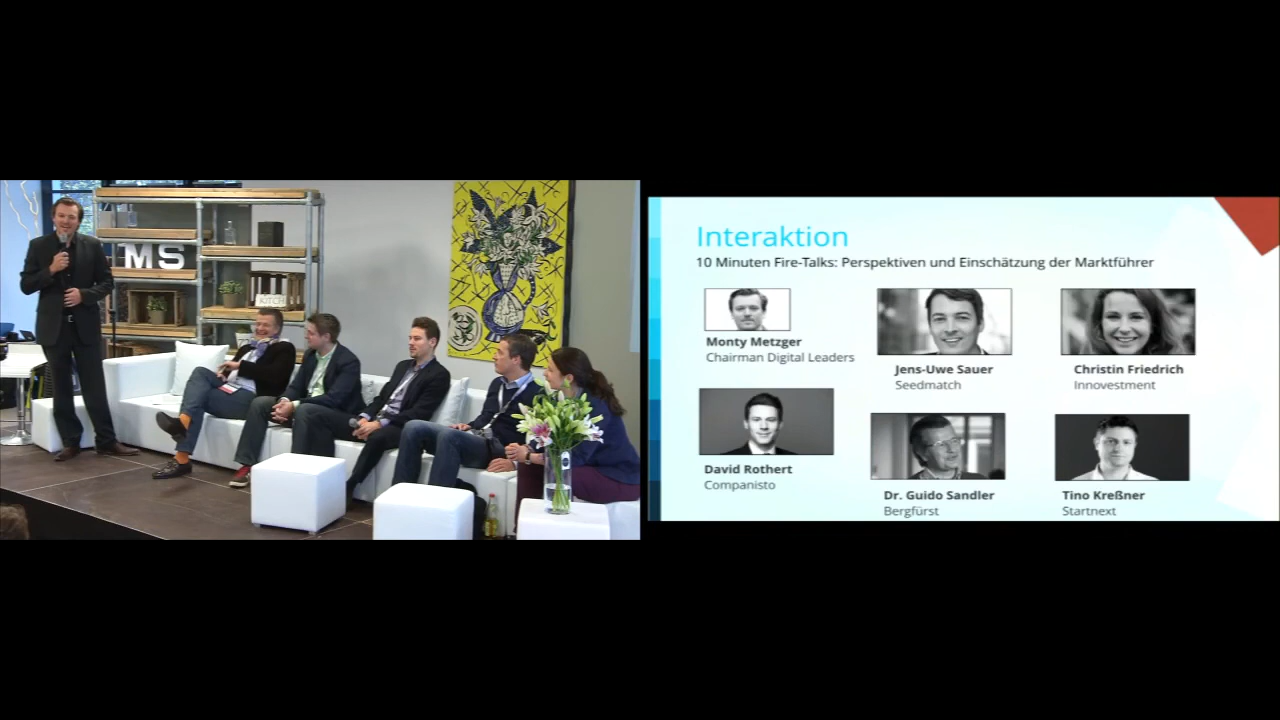 MS
KITCH
Interaktion
10 Minuten Fire-Talks: Perspektiven und Einschätzung der Marktführer
Monty Metzger
Chairman Digital Leaders
Jens-Uwe Sauer
Seedmatch
Christin Friedrich
Innovestment
David Rothert
Companisto
Dr. Guido Sandler
Bergfürst
Tino Kreßner
Startnext